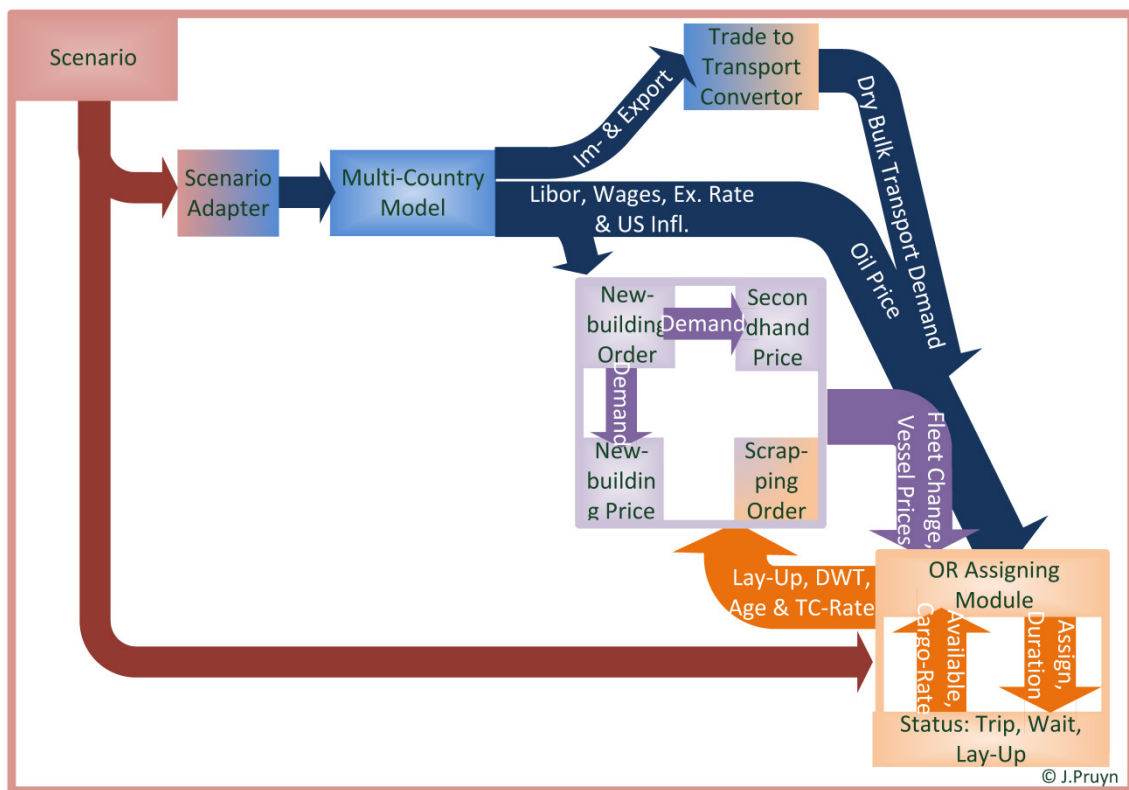 Scenario
Trade to
Transport
Convertor
Im- & Export
Dry Bulk Transport Demand
Scenario
Adapter
Multi-Country
Model
Libor, Wages, Ex. Rate
& US Infl.
Oil Price
New-
building
Order
Demand
Secon
dhand
Price
Demand
New-
buildin
g Price
Scrap-
ping
Order
Fleet Change,
Vessel Prices
Lay-Up, DWT,
Age & TC-Rate
OR Assigning
Module
Available,
Cargo-Rate
Assign,
Duration
Status: Trip, Wait,
Lay-Up
© J.Pruyn